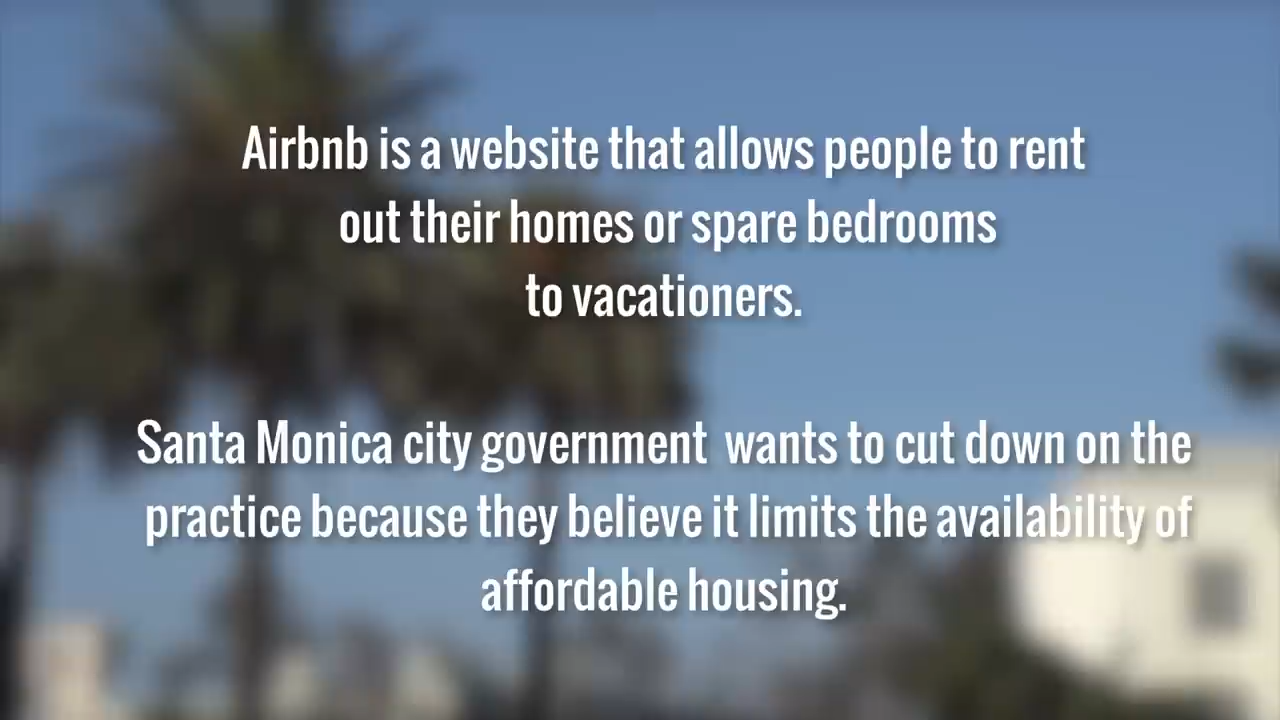 Airbnb is a website that allows people to rent
out their homes or spare bedrooms
to vacationers.
Santa Monica city government  wants to cut down on the
practice because they believe it limits the availability of
affordable housing.